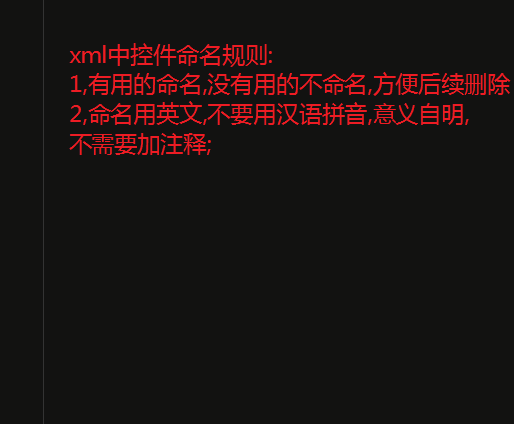 xml中控件命名规则:
1,有用的命名,没有用的不命名,方便后续删除
2,命名用英文,不要用汉语拼音,意义自明,
不需要加注释;